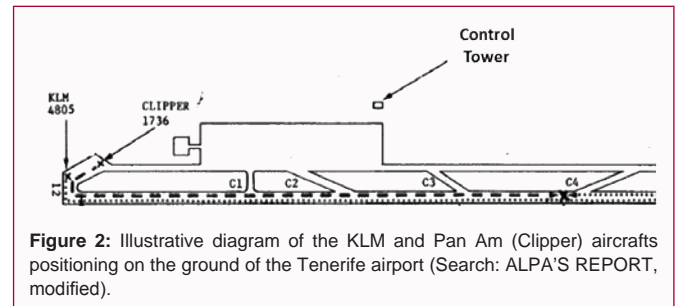 Control
Tower
KLM
4805
CLIPPER
1736
12
C1
C2
C3
C4
Figure 2: Illustrative diagram of the KLM and Pan Am (Clipper) aircrafts
positioning on the ground of the Tenerife airport (Search: ALPA'S REPORT,
modified).